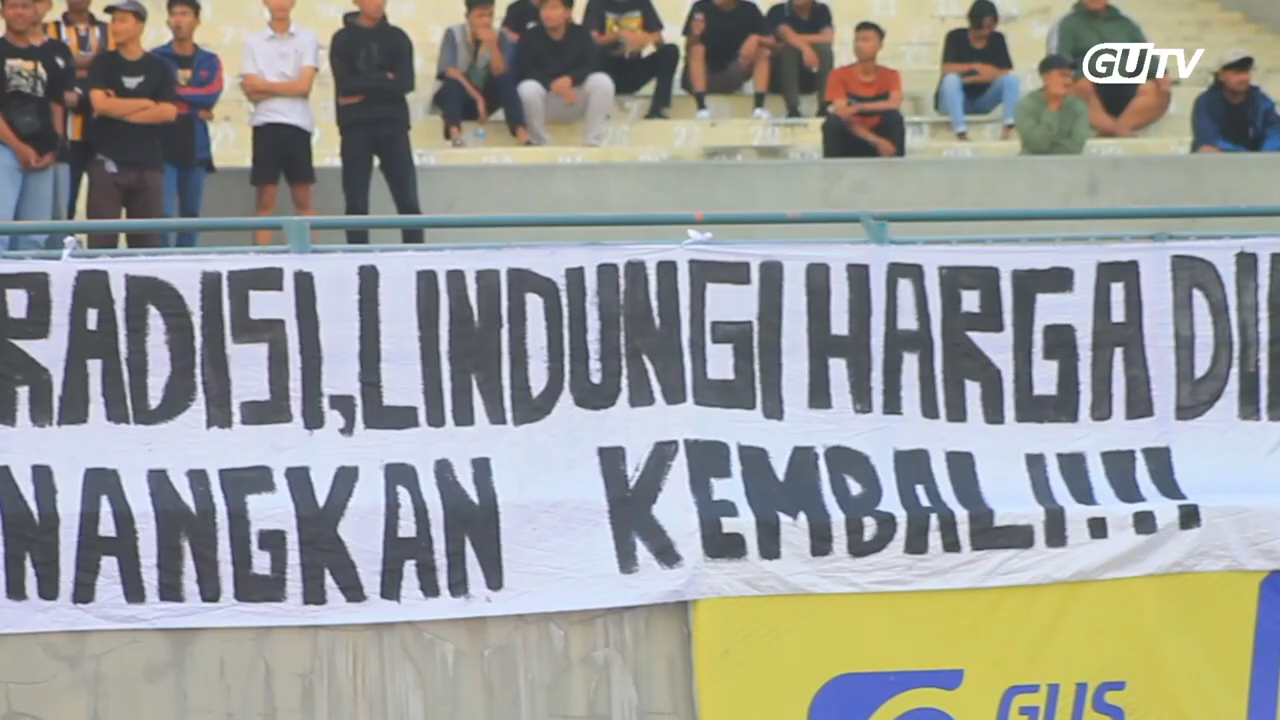 GUTV
RADISI, LINDUNGI HARGA DI
NANGKAN KEMBALI!!!
GUS